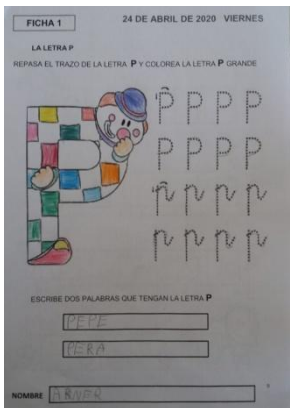 FICHA 1
24 DE ABRIL DE 2020 VIERNES
LA LETRA P
REPASA EL TRAZO DE LA LETRA P Y COLOREA LA LETRA P GRANDE
P P P P
P P P P
p p p p
p p p p
ESCRIBE DOS PALABRAS QUE TENGAN LA LETRA P
PEPE
PERA
NOMBRE ABNER